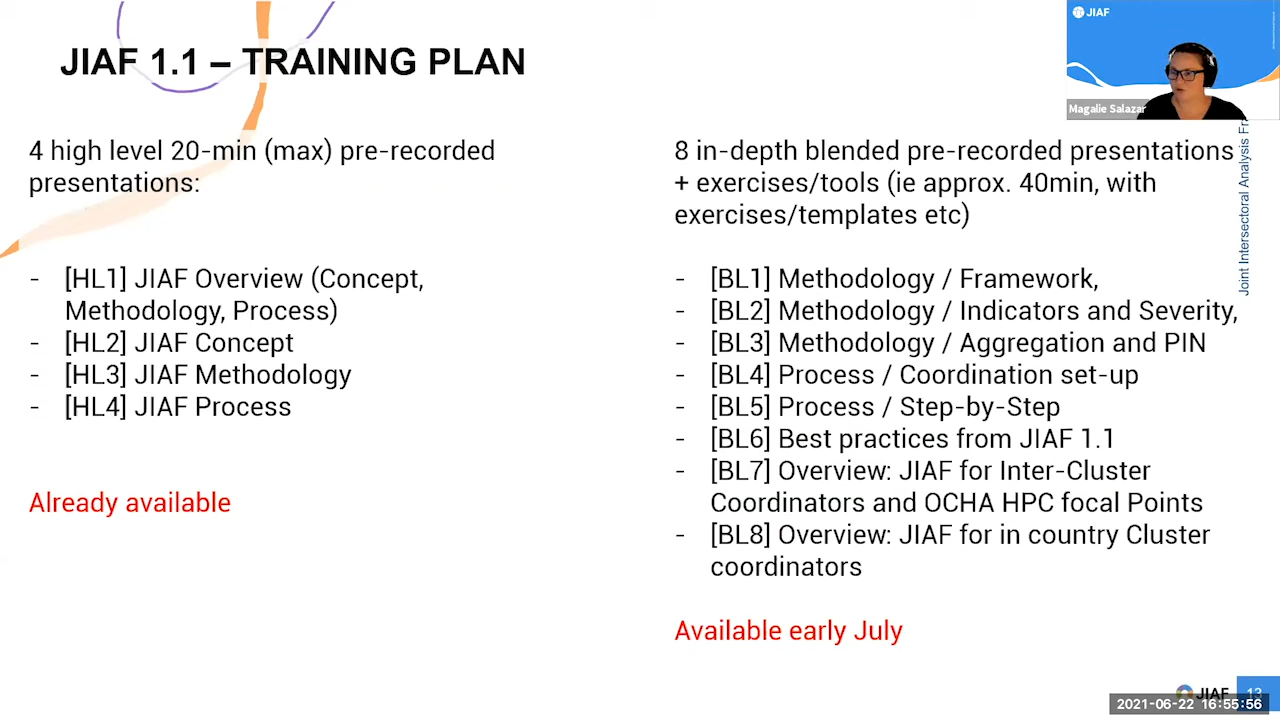 JIAF 1.1 – TRAINING PLAN
JIAF
Magalie Salazar
4 high level 20-min (max) pre-recorded
presentations:
- [HL1] JIAF Overview (Concept,
Methodology, Process)
- [HL2] JIAF Concept
- [HL3] JIAF Methodology
- [HL4] JIAF Process
Already available
8 in-depth blended pre-recorded presentations
+ exercises/tools (ie approx. 40min, with
exercises/templates etc)
- [BL1] Methodology / Framework,
- [BL2] Methodology / Indicators and Severity,
- [BL3] Methodology / Aggregation and PIN
- [BL4] Process / Coordination set-up
- [BL5] Process / Step-by-Step
- [BL6] Best practices from JIAF 1.1
- [BL7] Overview: JIAF for Inter-Cluster
Coordinators and OCHA HPC focal Points
- [BL8] Overview: JIAF for in country Cluster
coordinators
Available early July
Joint Intersectoral Analysis Fr
JIAF
13
2021-06-22 16:55:56